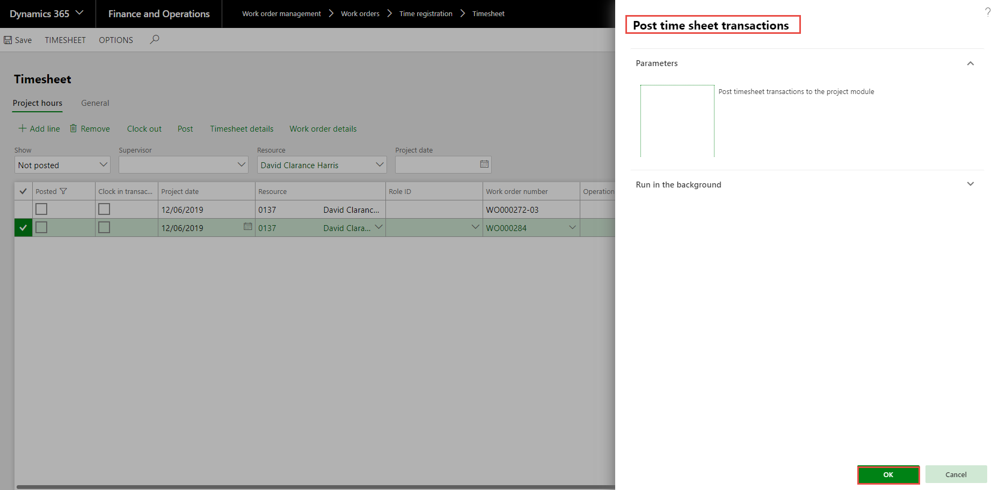 Dynamics 365 Finance and Operations Work order management Work orders Time registration Timesheet
Save TIMESHEET OPTIONS
Timesheet
Project hours General
Add line Remove Clock out Post Timesheet details Work order details
Show Supervisor Resource Project date
Not posted David Clarance Harris
Posted Clock in transac... Project date Resource Role ID Work order number Operation
12/06/2019 0137 David Claranc... WO000272-03
12/06/2019 0137 David Clara... WO000284
?
Post time sheet transactions
Parameters
Post timesheet transactions to the project module
Run in the background
OK Cancel